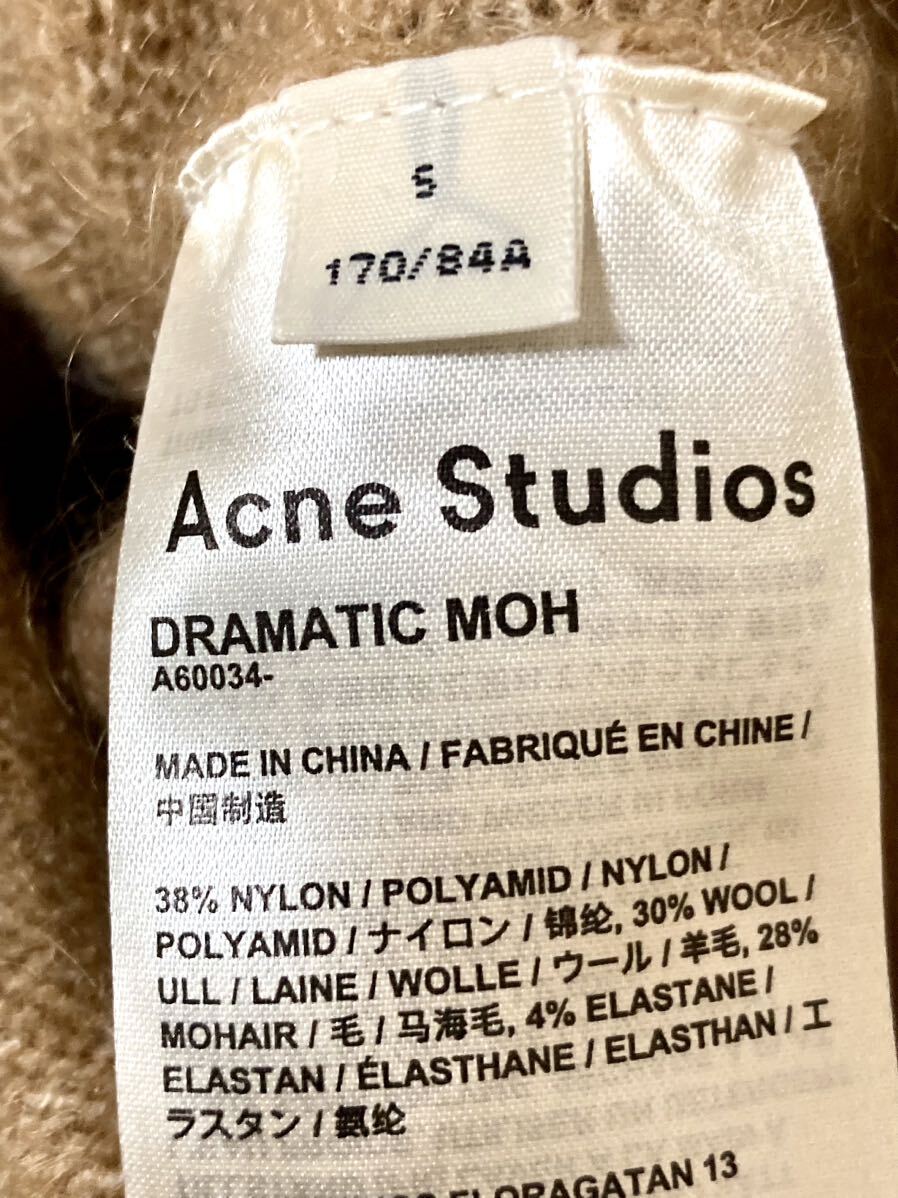 S
170/84A
Acne Studios
DRAMATIC MOH
A60034-
MADE IN CHINA / FABRIQUÉ EN CHINE /
中国制造
38% NYLON / POLYAMID / NYLON /
POLYAMID / ナイロン / 锦纶, 30% WOOL /
ULL / LAINE / WOLLE / ウール / 羊毛, 28%
MOHAIR / 毛 / 马海毛, 4% ELASTANE /
ELASTAN / ÉLASTHANE / ELASTHAN / エ
ラスタン / 氨纶
FLORAGATAN 13